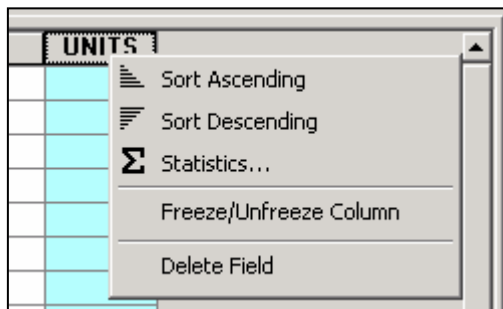 UNITS
Sort Ascending
Sort Descending
Σ Statistics...
Freeze/Unfreeze Column
Delete Field